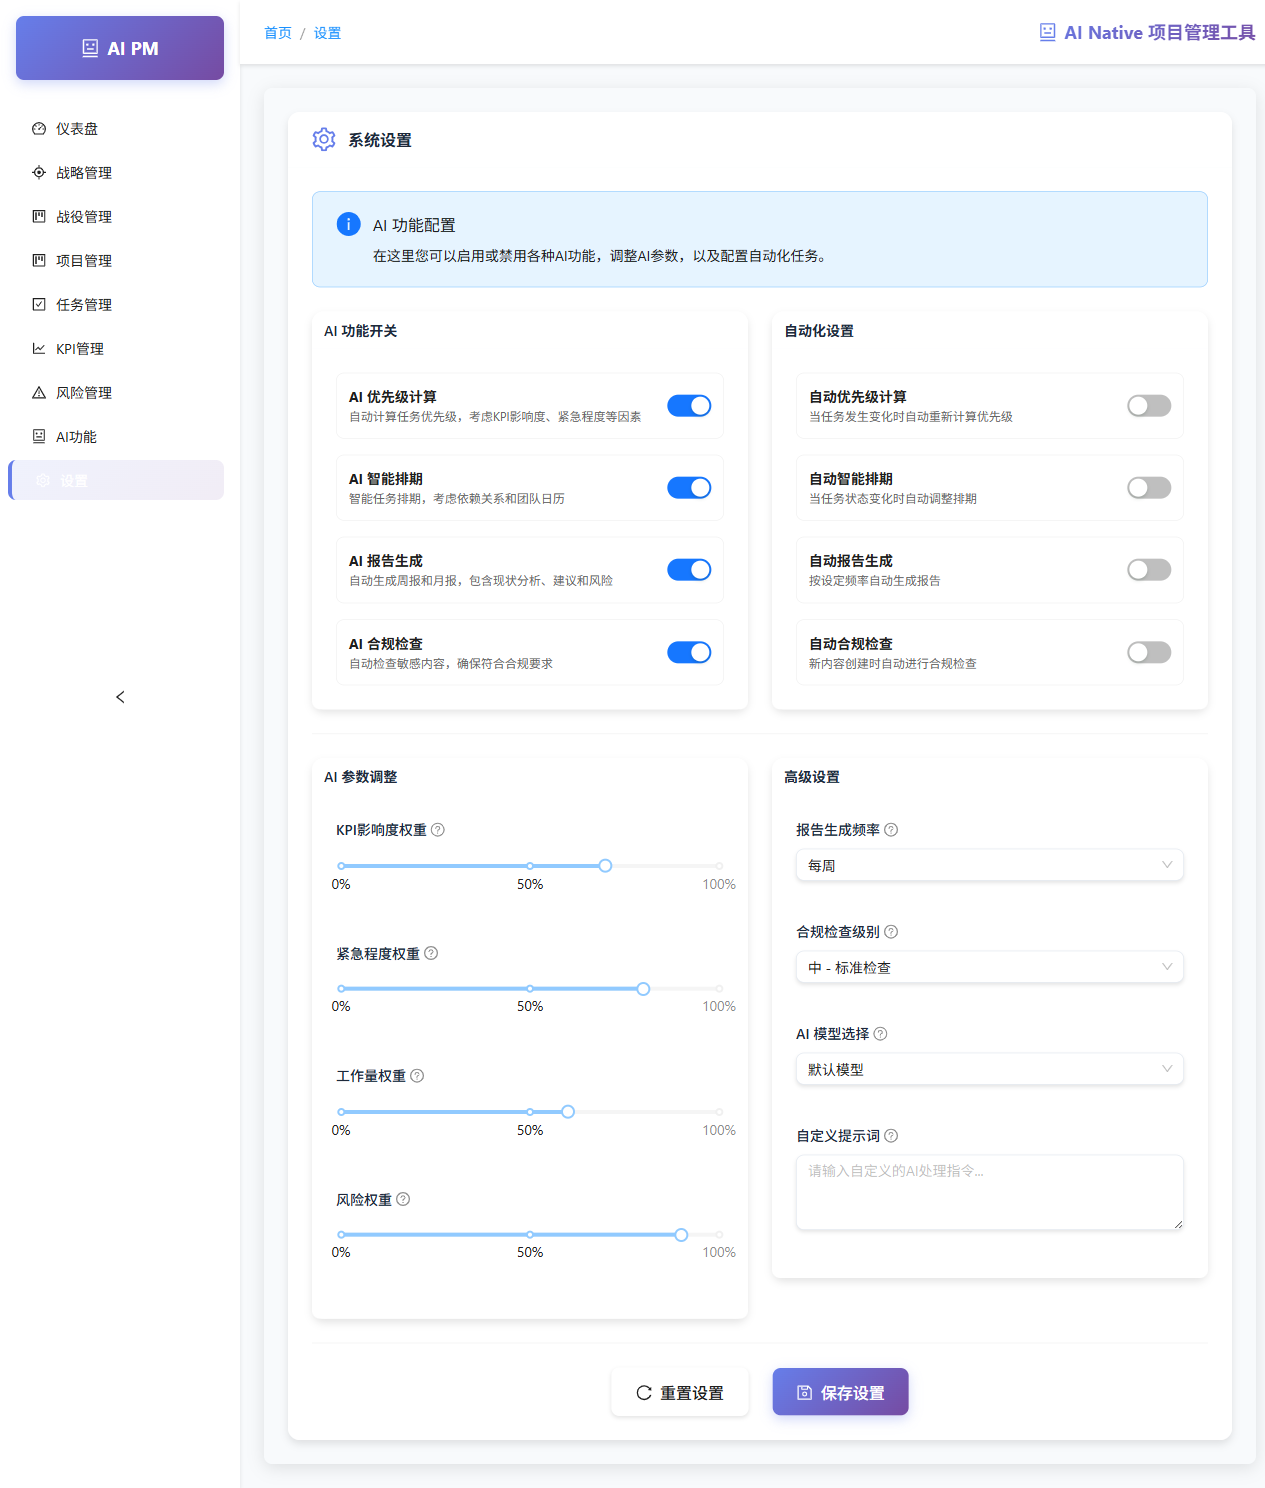 AI PM
首页 / 设置
AI Native 项目管理工具
仪表盘
战略管理
战役管理
项目管理
任务管理
KPI管理
风险管理
AI功能
设置
系统设置
AI 功能配置
在这里您可以启用或禁用各种AI功能，调整AI参数，以及配置自动化任务。
AI 功能开关
AI 优先级计算
自动计算任务优先级，考虑KPI影响度、紧急程度等因素
AI 智能排期
智能任务排期，考虑依赖关系和团队日历
AI 报告生成
自动生成周报和月报，包含现状分析、建议和风险
AI 合规检查
自动检查敏感内容，确保符合合规要求
自动化设置
自动优先级计算
当任务发生变化时自动重新计算优先级
自动智能排期
当任务状态变化时自动调整排期
自动报告生成
按设定频率自动生成报告
自动合规检查
新内容创建时自动进行合规检查
AI 参数调整
KPI影响度权重
0% 50% 100%
紧急程度权重
0% 50% 100%
工作量权重
0% 50% 100%
风险权重
0% 50% 100%
高级设置
报告生成频率
每周
合规检查级别
中 - 标准检查
AI 模型选择
默认模型
自定义提示词
请输入自定义的AI处理指令...
重置设置
保存设置